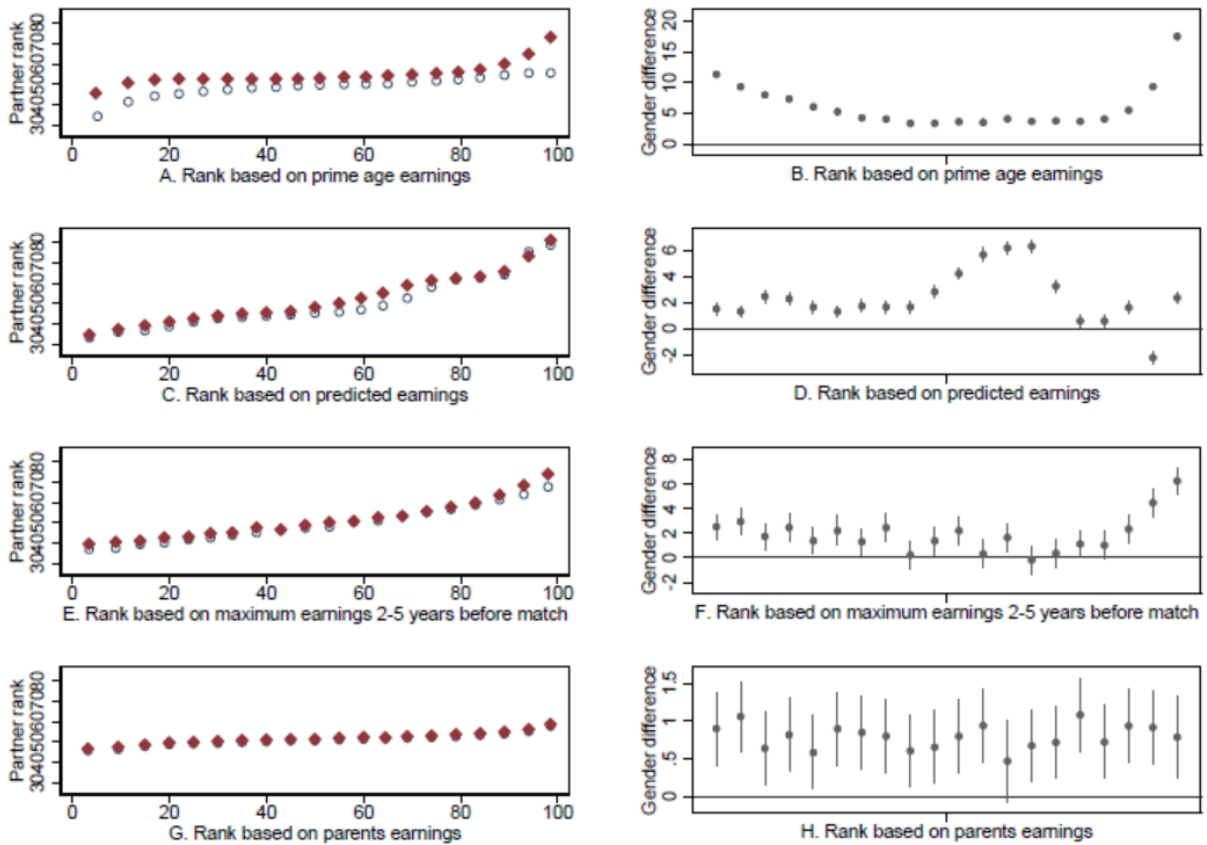 Partner rank
304050607080
0 20 40 60 80 100
A. Rank based on prime age earnings
Gender difference
0 5 10 15 20
B. Rank based on prime age earnings
Partner rank
304050607080
0 20 40 60 80 100
C. Rank based on predicted earnings
Gender difference
-2 0 2 4 6
D. Rank based on predicted earnings
Partner rank
304050607080
0 20 40 60 80 100
E. Rank based on maximum earnings 2-5 years before match
Gender difference
-2 0 2 4 6 8
F. Rank based on maximum earnings 2-5 years before match
Partner rank
304050607080
0 20 40 60 80 100
G. Rank based on parents earnings
Gender difference
0 .5 1 1.5
H. Rank based on parents earnings